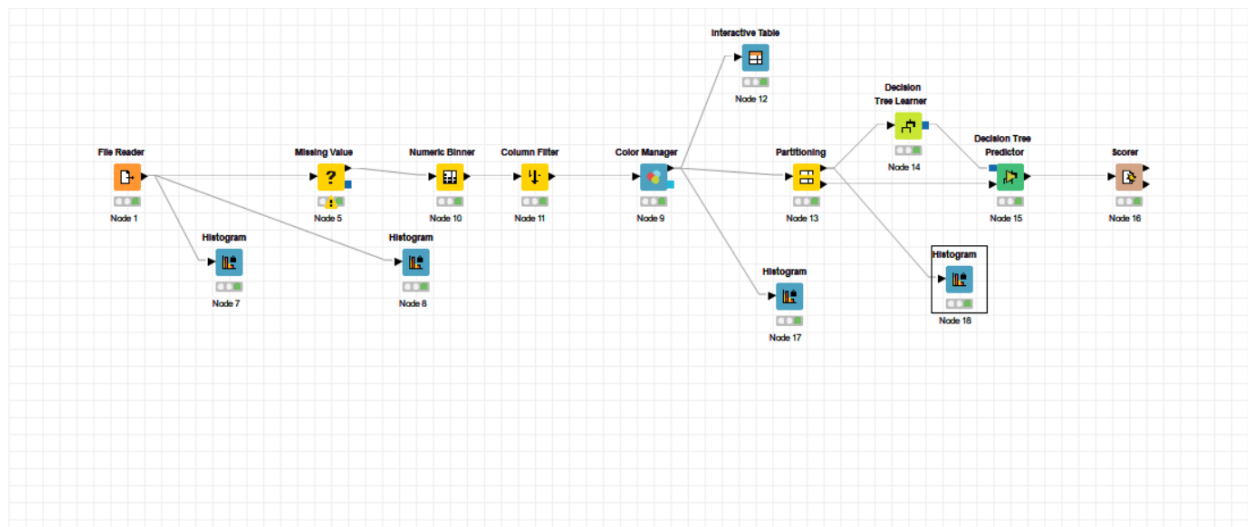 Interactive Table
Node 12
Decision
Tree Learner
Node 14
File Reader
Node 1
Missing Value
?
Node 5
Numeric Binner
Node 10
Column Filter
Node 11
Color Manager
Node 9
Partitioning
Node 13
Decision Tree
Predictor
Node 15
Scorer
Node 16
Histogram
Node 7
Histogram
Node 8
Histogram
Node 17
Histogram
Node 18